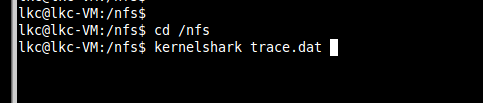 lkc@lkc-VM:/nfs$
lkc@lkc-VM:/nfs$ cd /nfs
lkc@lkc-VM:/nfs$ kernelshark trace.dat